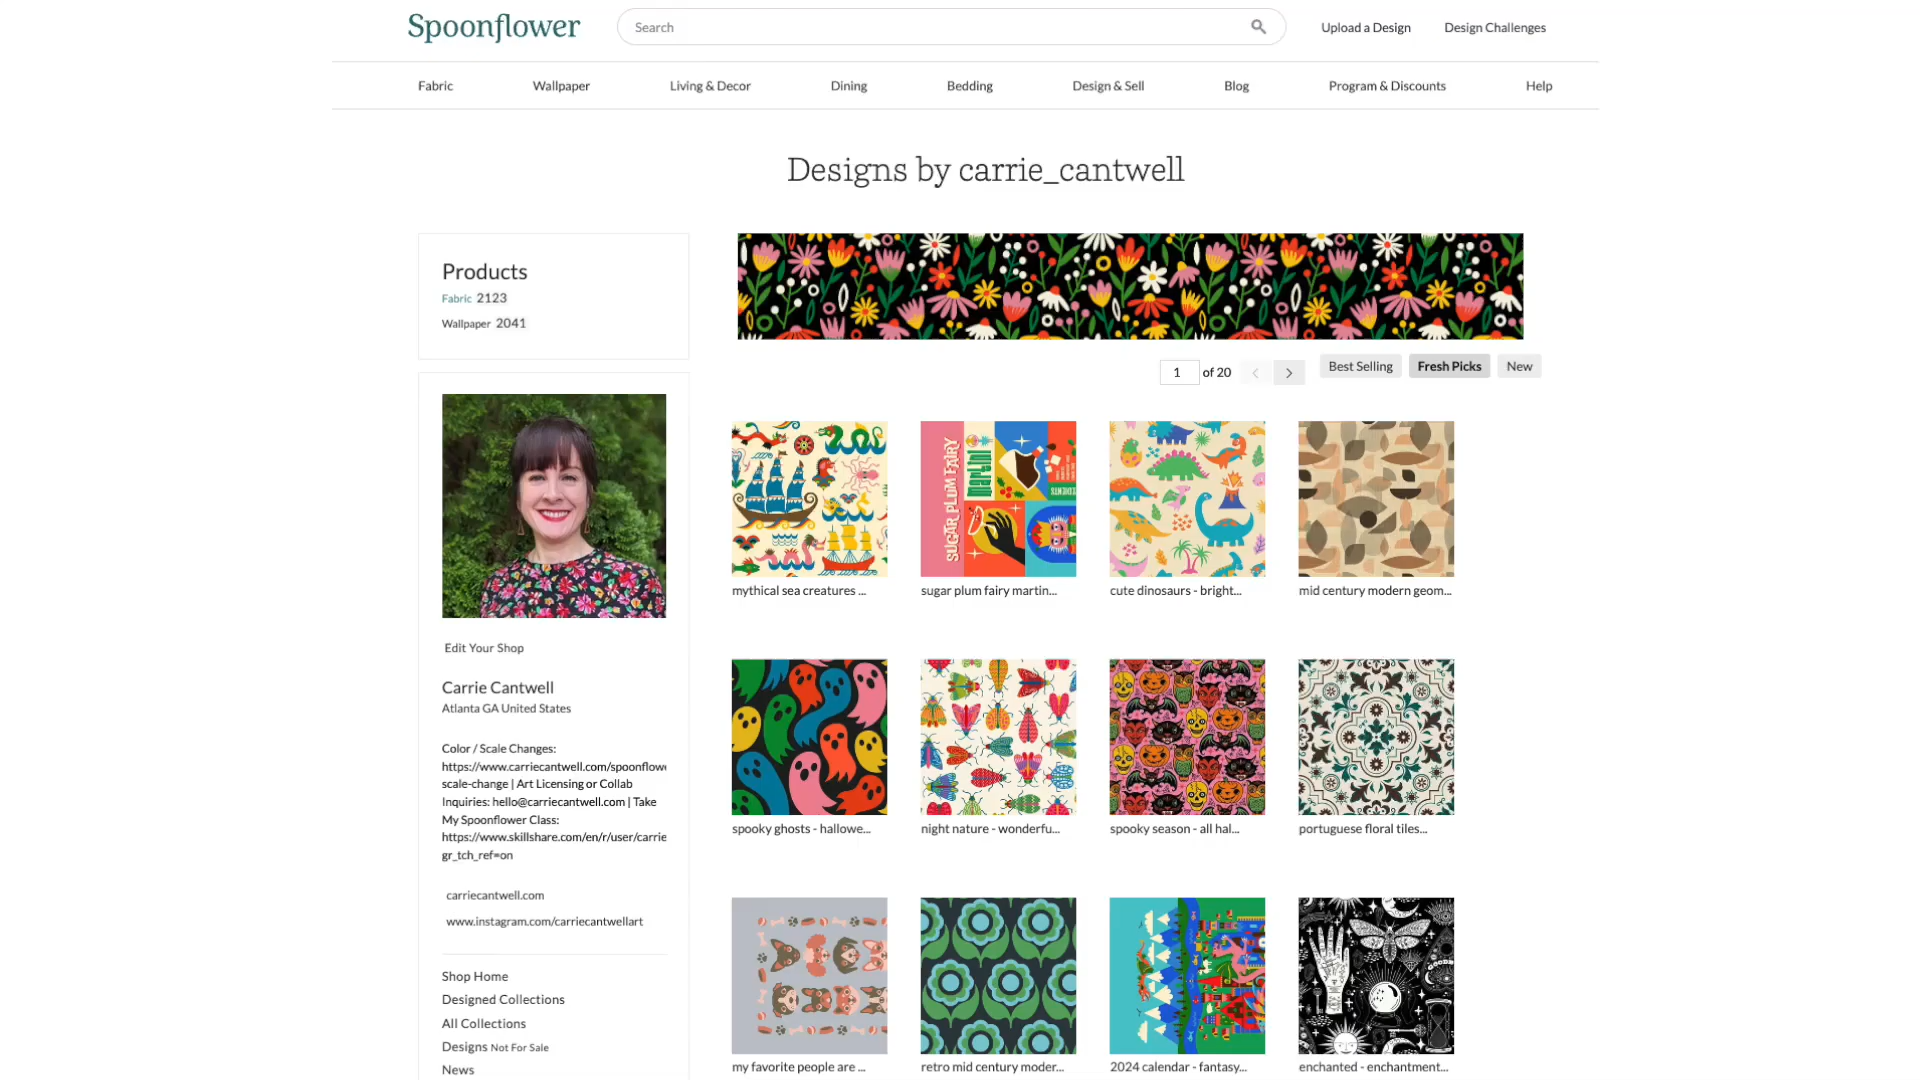 Spoonflower
Search
Upload a Design
Design Challenges
Fabric
Wallpaper
Living & Decor
Dining
Bedding
Design & Sell
Blog
Program & Discounts
Help
Designs by carrie_cantwell
Products
Fabric 2123
Wallpaper 2041
1 of 20
Best Selling
Fresh Picks
New
Edit Your Shop
Carrie Cantwell
Atlanta GA United States
Color / Scale Changes:
https://www.carriecantwell.com/spoonflowe
scale-change | Art Licensing or Collab
Inquiries: hello@carriecantwell.com | Take
My Spoonflower Class:
https://www.skillshare.com/en/r/user/carrie
gr_tch_ref=on
carriecantwell.com
www.instagram.com/carriecantwellart
Shop Home
Designed Collections
All Collections
Designs Not For Sale
News
SUGAR PLUM FAIRY
Martini
mythical sea creatures ...
sugar plum fairy martin...
cute dinosaurs - bright...
mid century modern geom...
spooky ghosts - hallowe...
night nature - wonderfu...
spooky season - all hal...
portuguese floral tiles...
my favorite people are ...
retro mid century moder...
2024 calendar - fantasy...
enchanted - enchantment...